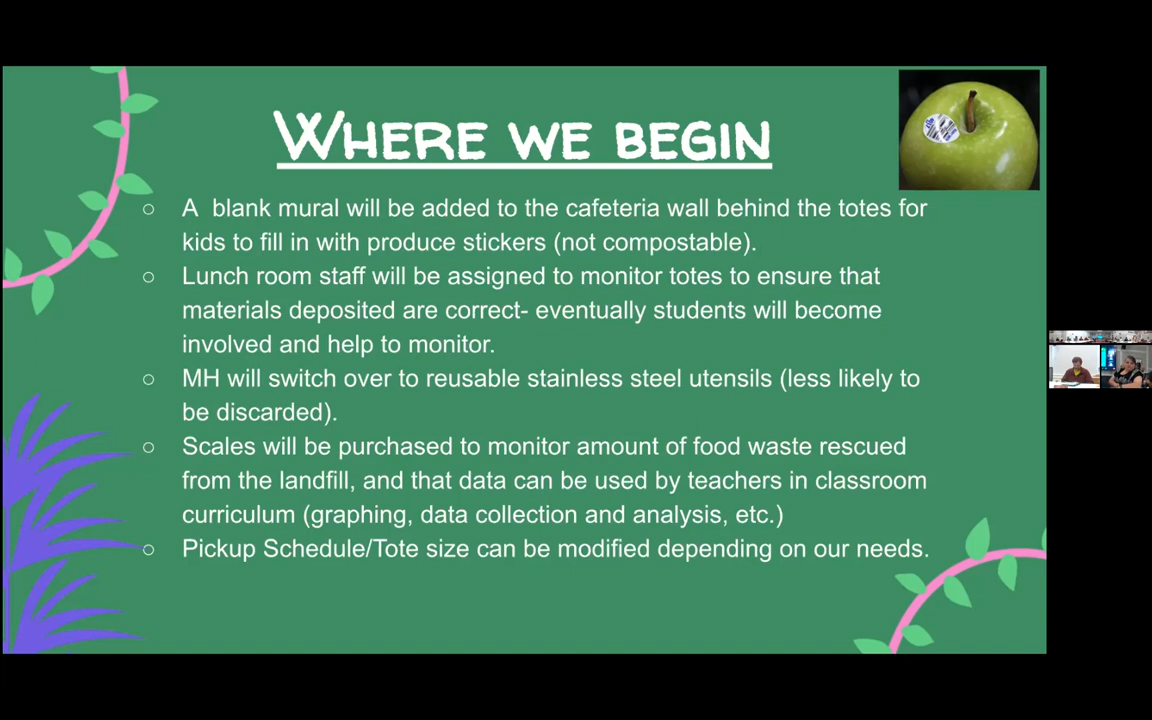 WHERE WE BEGIN
○ A  blank mural will be added to the cafeteria wall behind the totes for
kids to fill in with produce stickers (not compostable).
○ Lunch room staff will be assigned to monitor totes to ensure that
materials deposited are correct- eventually students will become
involved and help to monitor.
○ MH will switch over to reusable stainless steel utensils (less likely to
be discarded).
○ Scales will be purchased to monitor amount of food waste rescued
from the landfill, and that data can be used by teachers in classroom
curriculum (graphing, data collection and analysis, etc.)
○ Pickup Schedule/Tote size can be modified depending on our needs.